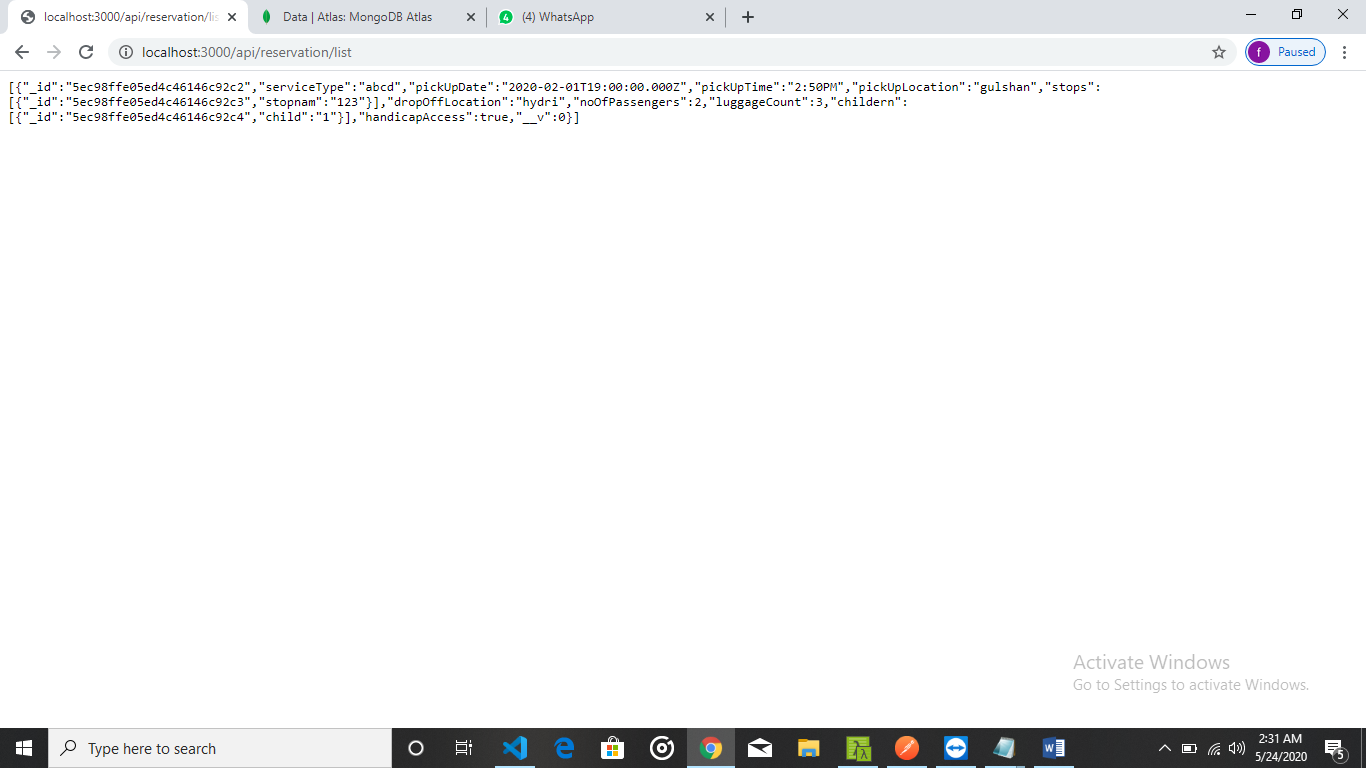 localhost:3000/api/reservation/lis
Data | Atlas: MongoDB Atlas
4
(4) WhatsApp
localhost:3000/api/reservation/list
f
Paused
[{"_id":"5ec98ffe05ed4c46146c92c2","serviceType":"abcd","pickUpDate":"2020-02-01T19:00:00.000Z","pickUpTime":"2:50PM","pickUpLocation":"gulshan","stops":
[{"_id":"5ec98ffe05ed4c46146c92c3","stopnam":"123"}],"dropOffLocation":"hydri","noOfPassengers":2,"luggageCount":3,"childern":
[{"_id":"5ec98ffe05ed4c46146c92c4","child":"1"}],"handicapAccess":true,"__v":0}]
Activate Windows
Go to Settings to activate Windows.
Type here to search
2:31 AM
5/24/2020
5